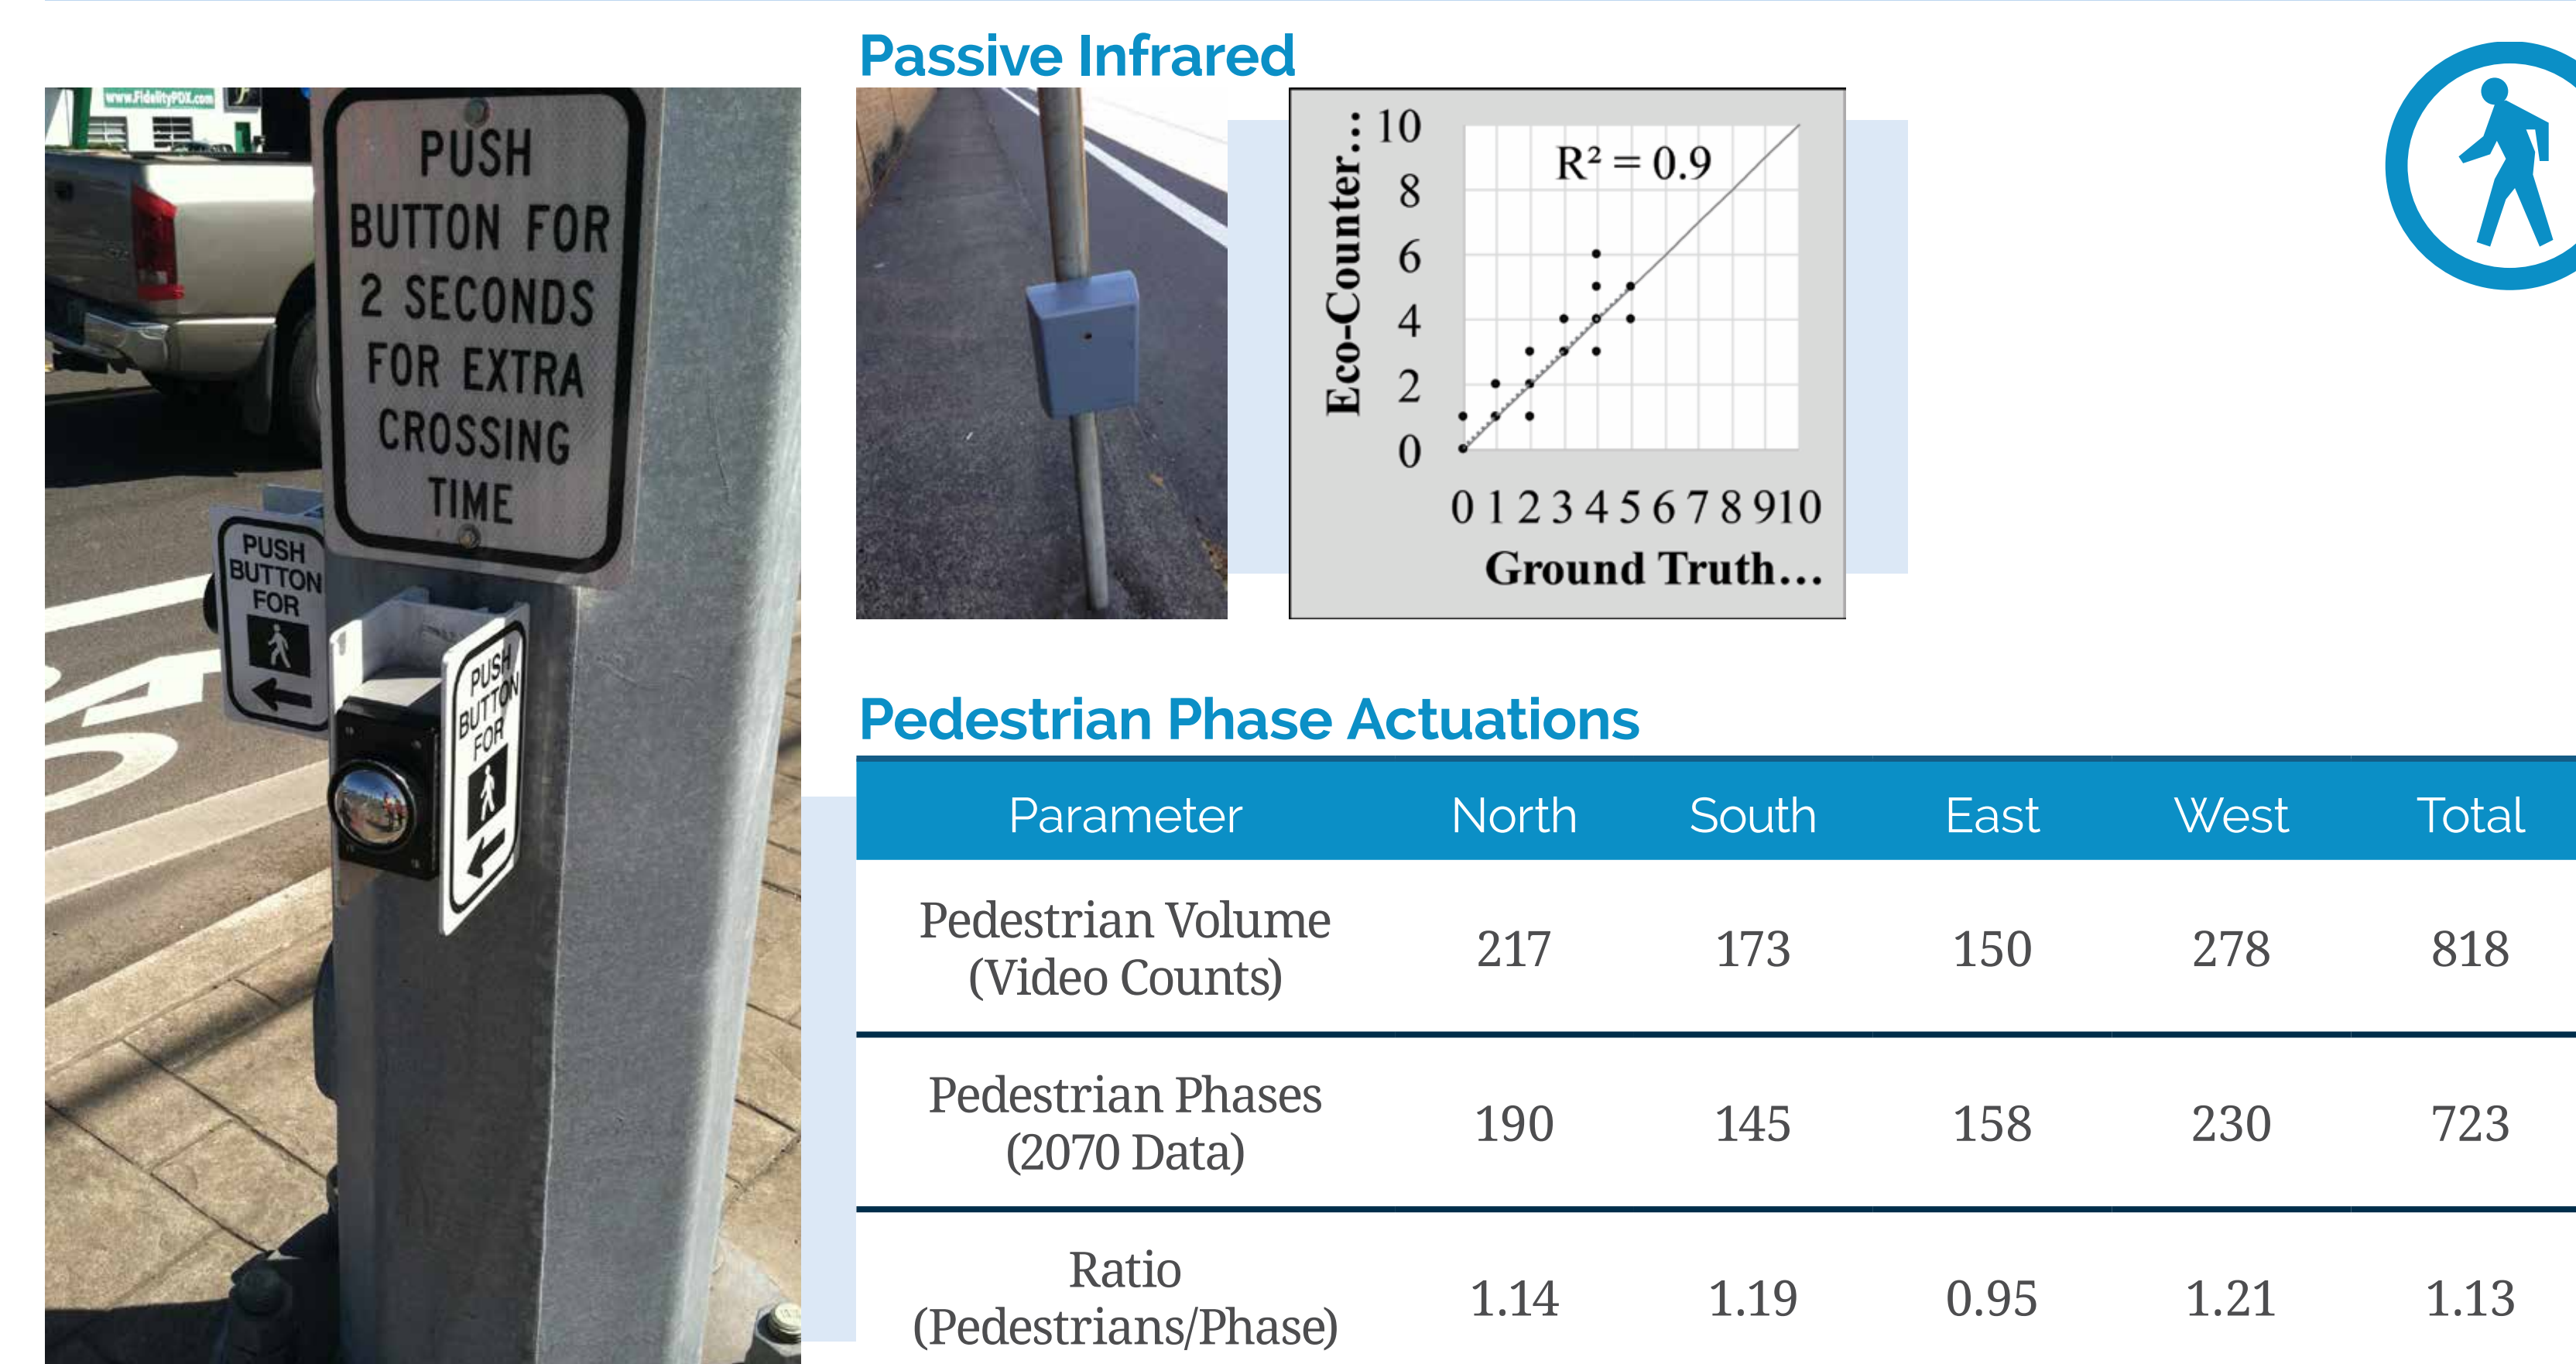 Passive Infrared
www.FidelityPDX.com
PUSH
BUTTON FOR
2 SECONDS
FOR EXTRA
CROSSING
TIME
PUSH
BUTTON
FOR
PUSH
BUTTON
FOR
Eco-Counter...
10
8
6
4
2
0
R² = 0.9
0 1 2 3 4 5 6 7 8 9 10
Ground Truth...
Pedestrian Phase Actuations
Parameter North South East West Total
Pedestrian Volume
(Video Counts) 217 173 150 278 818
Pedestrian Phases
(2070 Data) 190 145 158 230 723
Ratio
(Pedestrians/Phase) 1.14 1.19 0.95 1.21 1.13